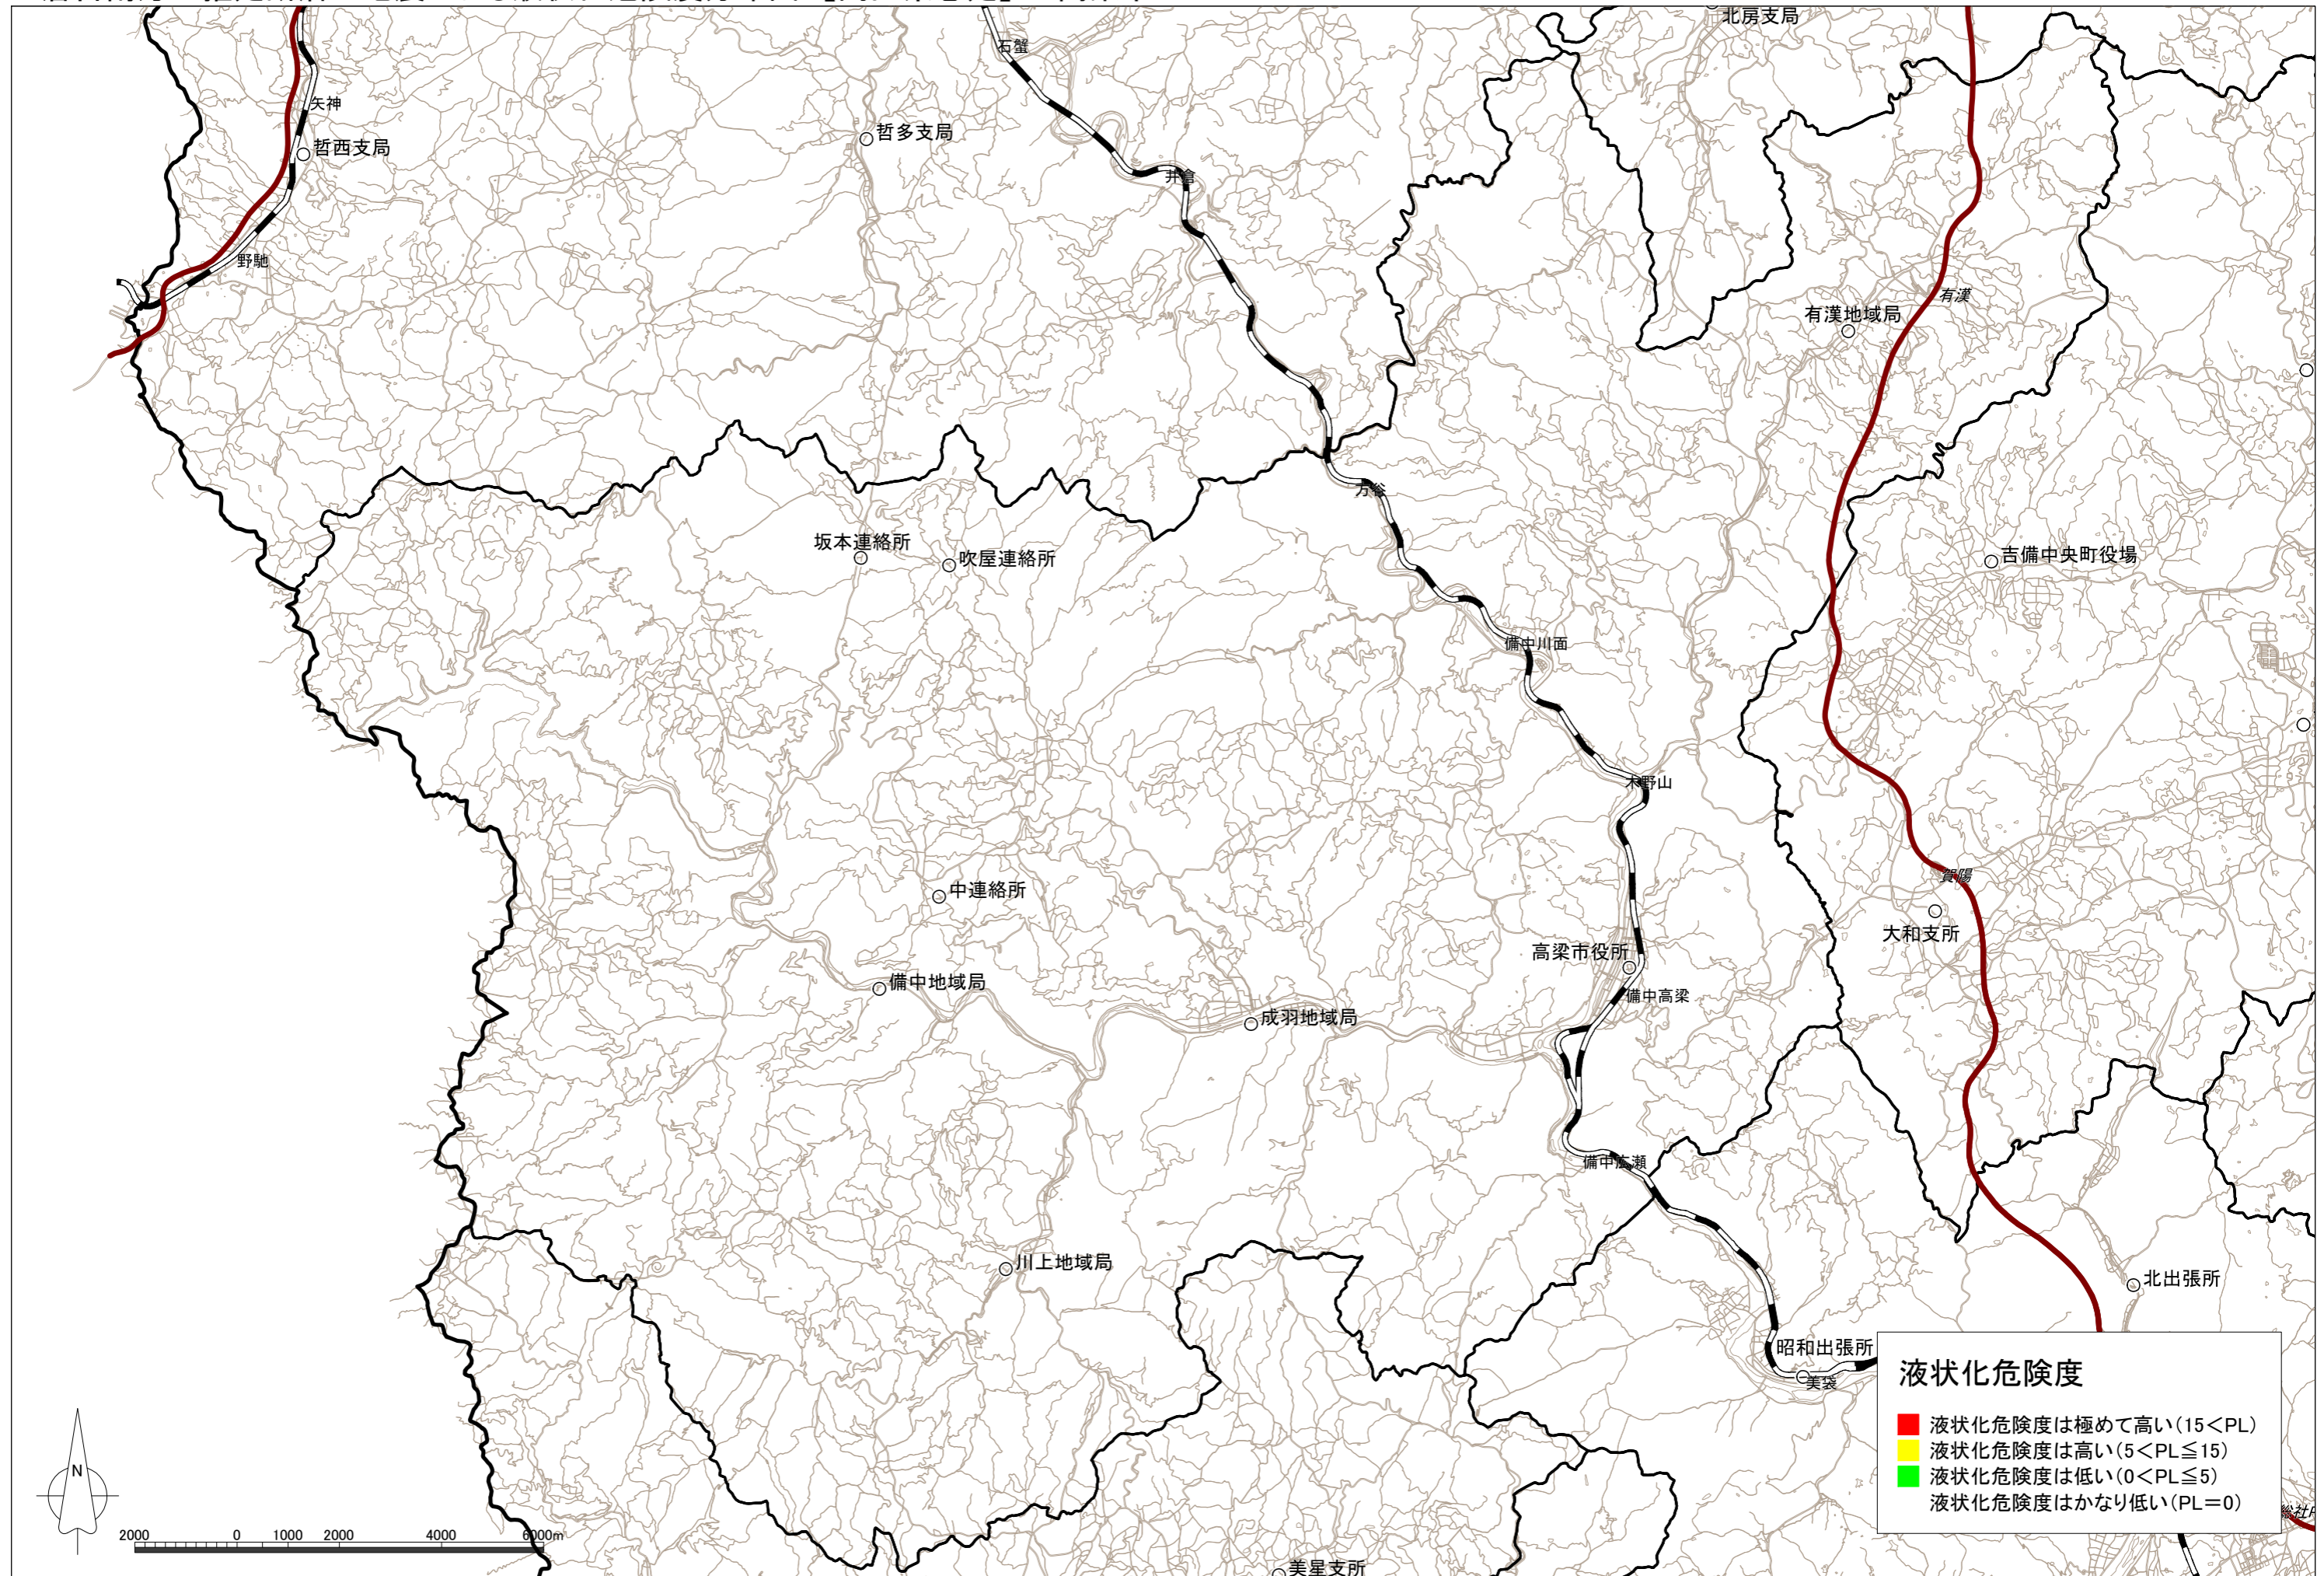 北房支局
石蟹
矢神
哲多支局
哲西支局
井倉
野馳
有漢
有漢地域局
方谷
坂本連絡所
吹屋連絡所
吉備中央町役場
備中川面
木野山
賀陽
中連絡所
大和支所
高梁市役所
備中地域局
備中高梁
成羽地域局
備中広瀬
川上地域局
北出張所
昭和出張所
美袋
液状化危険度
液状化危険度は極めて高い(15<PL)
液状化危険度は高い(5<PL≦15)
液状化危険度は低い(0<PL≦5)
液状化危険度はかなり低い(PL=0)
N
総社
2000 0 1000 2000 4000 6000m
美星支所